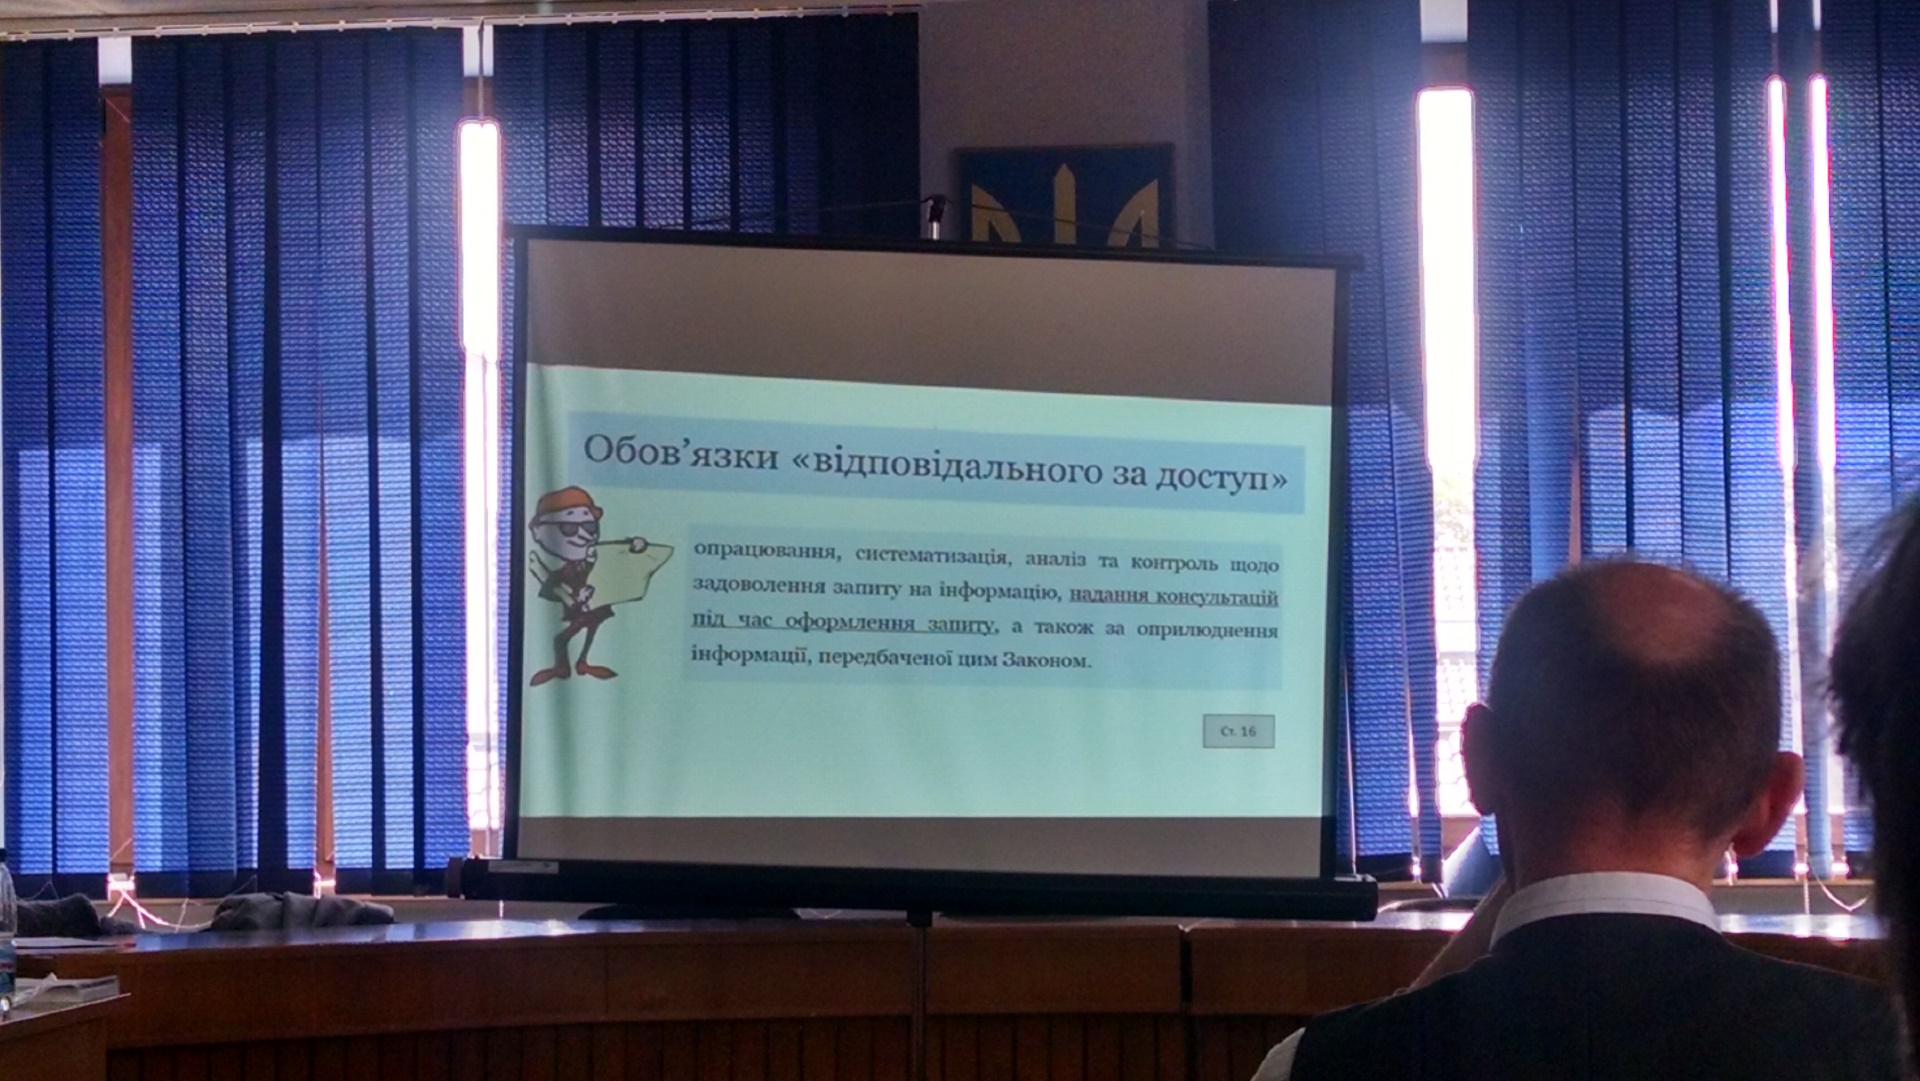 Обов’язки «відповідального за доступ»
опрацювання, систематизація, аналіз та контроль щодо
задоволення запиту на інформацію, надання консультацій
під час оформлення запиту, а також за оприлюднення
інформації, передбаченої цим Законом.
Ст. 16